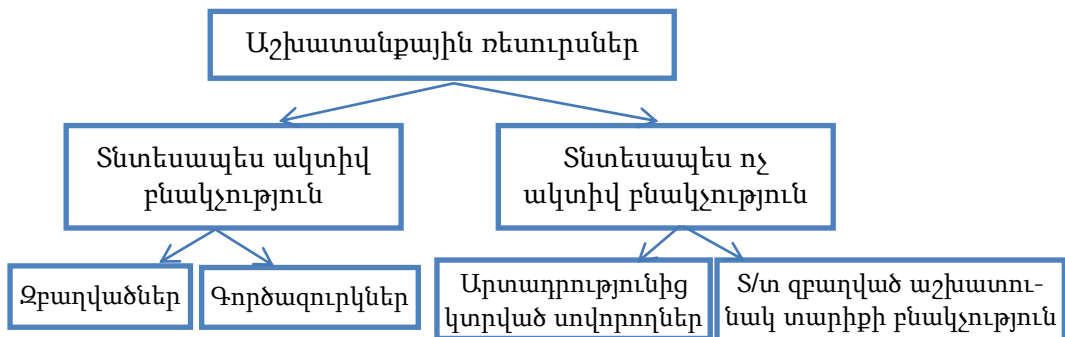 Աշխատանքային ռեսուրսներ
Տնտեսապես ակտիվ
բնակչություն
Տնտեսապես ոչ
ակտիվ բնակչություն
Զբաղվածներ
Գործազուրկներ
Արտադրությունից
կտրված սովորողներ
Տ/տ զբաղված աշխատու-
նակ տարիքի բնակչություն